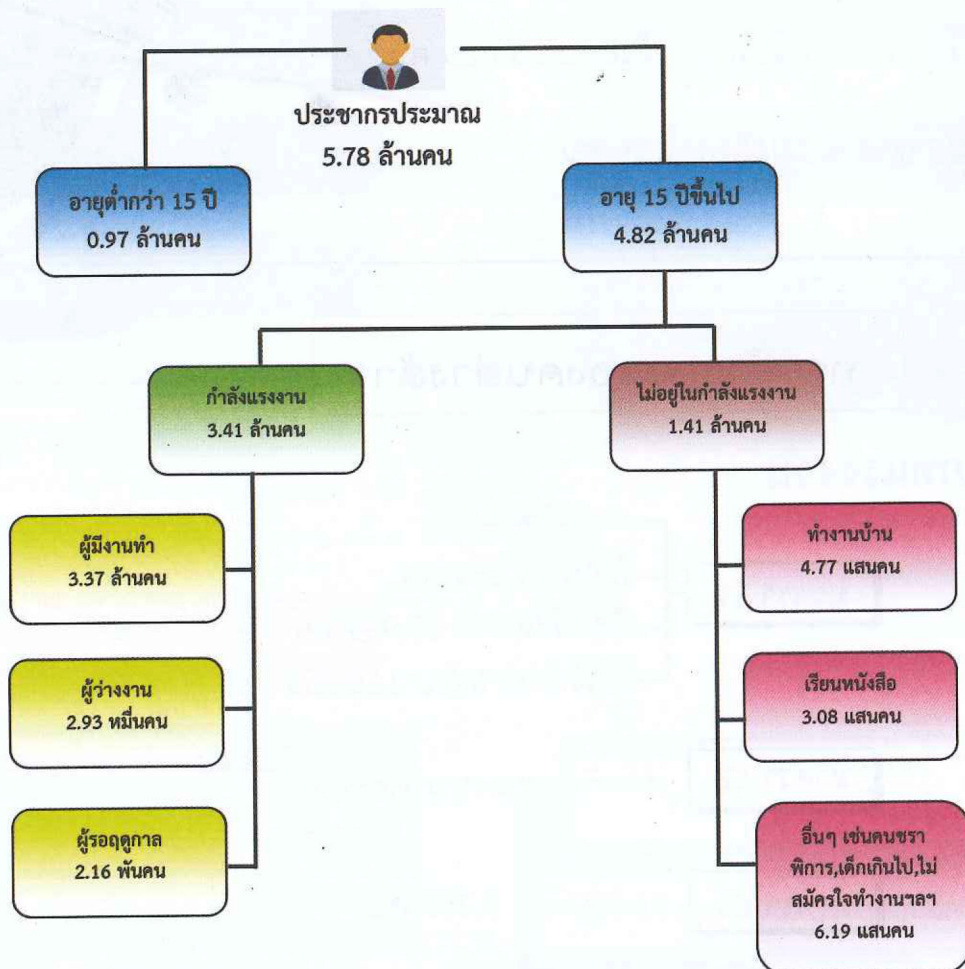 ประชากรประมาณ
5.78 ล้านคน
อายุต่ำกว่า 15 ปี
0.97 ล้านคน
อายุ 15 ปีขึ้นไป
4.82 ล้านคน
กำลังแรงงาน
3.41 ล้านคน
ไม่อยู่ในกำลังแรงงาน
1.41 ล้านคน
ผู้มีงานทำ
3.37 ล้านคน
ผู้ว่างงาน
2.93 หมื่นคน
ผู้รอฤดูกาล
2.16 พันคน
ทำงานบ้าน
4.77 แสนคน
เรียนหนังสือ
3.08 แสนคน
อื่นๆ เช่นคนชรา
พิการ,เด็กเกินไป,ไม่
สมัครใจทำงานฯลฯ
6.19 แสนคน